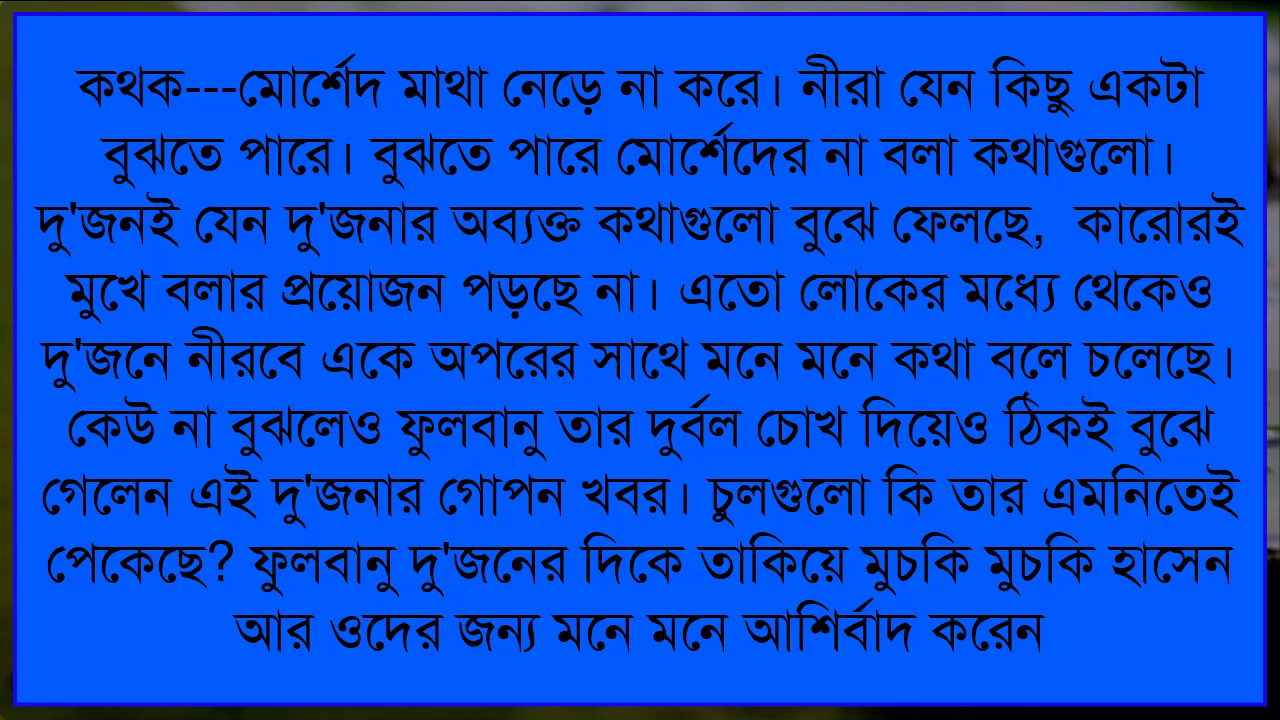 কথক---মোর্শেদ মাথা নেড়ে না করে। নীরা যেন কিছু একটা
বুঝতে পারে। বুঝতে পারে মোর্শেদের না বলা কথাগুলো।
দু'জনই যেন দু'জনার অব্যক্ত কথাগুলো বুঝে ফেলছে,  কারোরই
মুখে বলার প্রয়োজন পড়ছে না। এতো লোকের মধ্যে থেকেও
দু'জনে নীরবে একে অপরের সাথে মনে মনে কথা বলে চলেছে।
কেউ না বুঝলেও ফুলবানু তার দুর্বল চোখ দিয়েও ঠিকই বুঝে
গেলেন এই দু'জনার গোপন খবর। চুলগুলো কি তার এমনিতেই
পেকেছে? ফুলবানু দু'জনের দিকে তাকিয়ে মুচকি মুচকি হাসেন
আর ওদের জন্য মনে মনে আশির্বাদ করেন